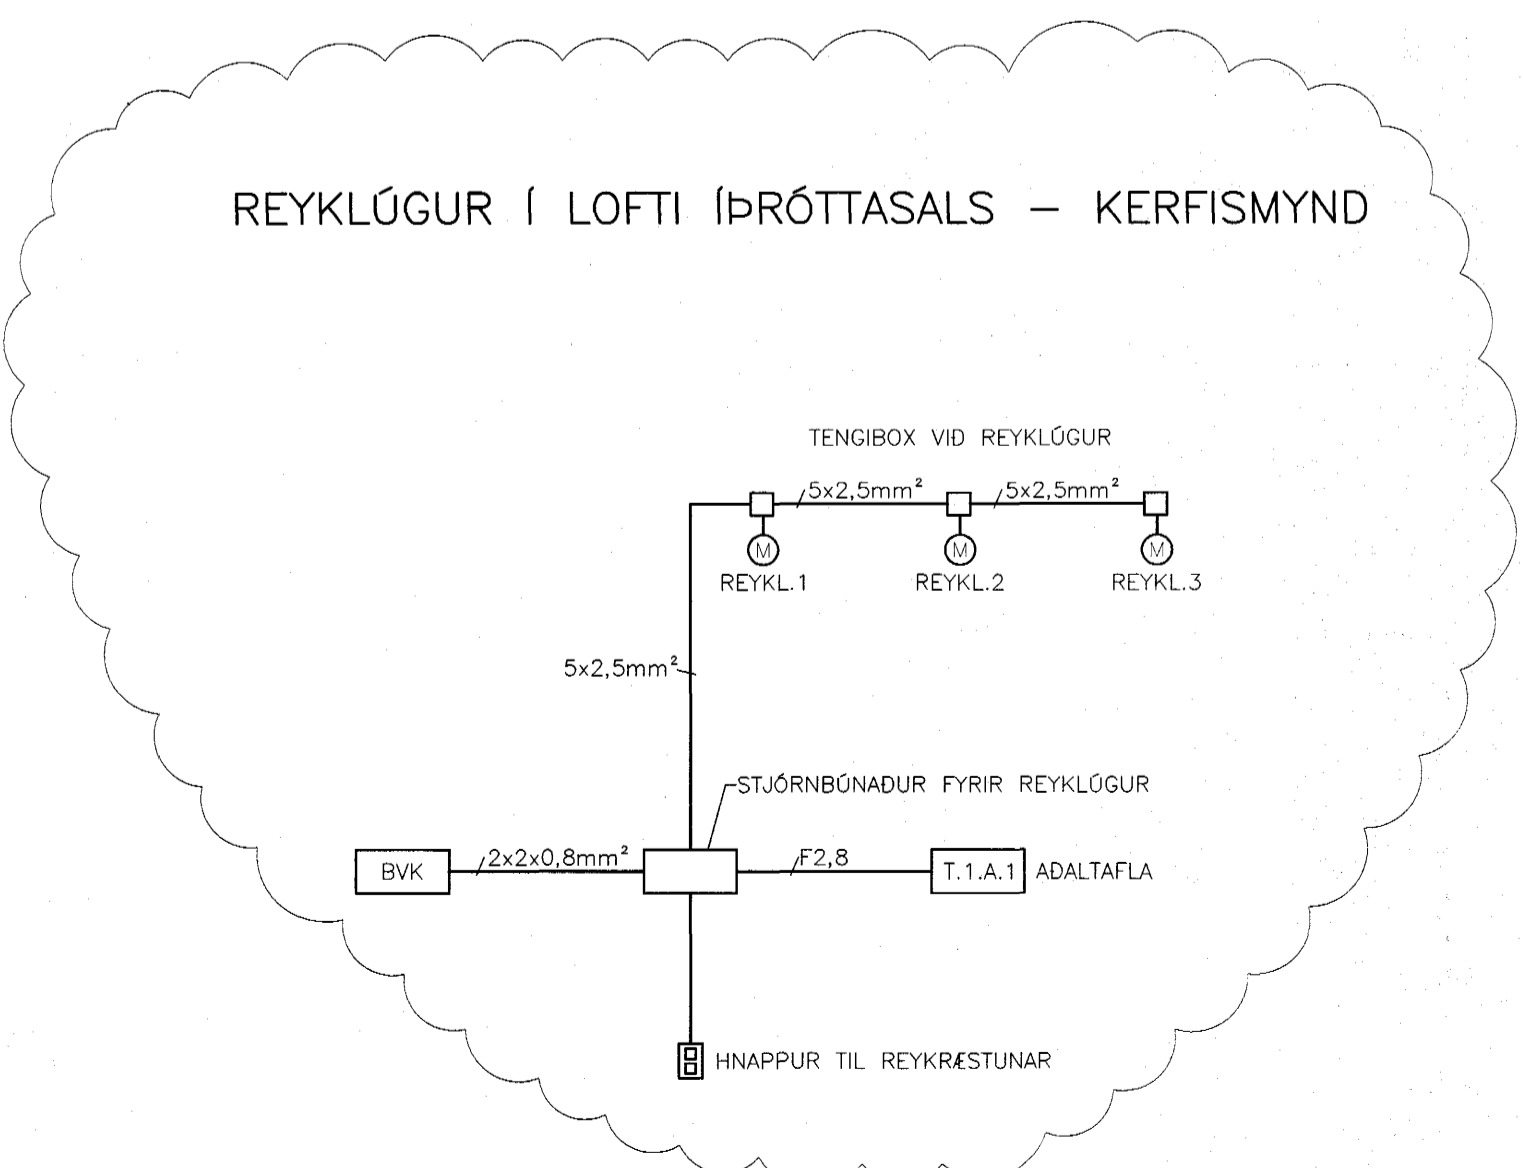 REYKLÚGUR Í LOFTI ÍÞRÓTTASALS – KERFISMYND
TENGIBOX VIÐ REYKLÚGUR
5x2,5mm² 5x2,5mm²
M M M
REYKL.1 REYKL.2 REYKL.3
5x2,5mm²
STJÓRNBÚNAÐUR FYRIR REYKLÚGUR
BVK 2x2x0,8mm² F2,8 T.1.A.1 AÐALTAFLA
HNAPPUR TIL REYKRÆSTUNAR